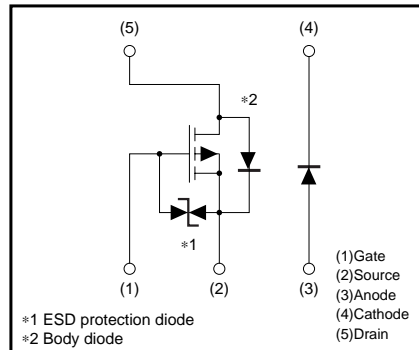 (5) (4)
∗2
∗1
(1) (2) (3)
(1)Gate
(2)Source
(3)Anode
(4)Cathode
(5)Drain
∗1 ESD protection diode
∗2 Body diode